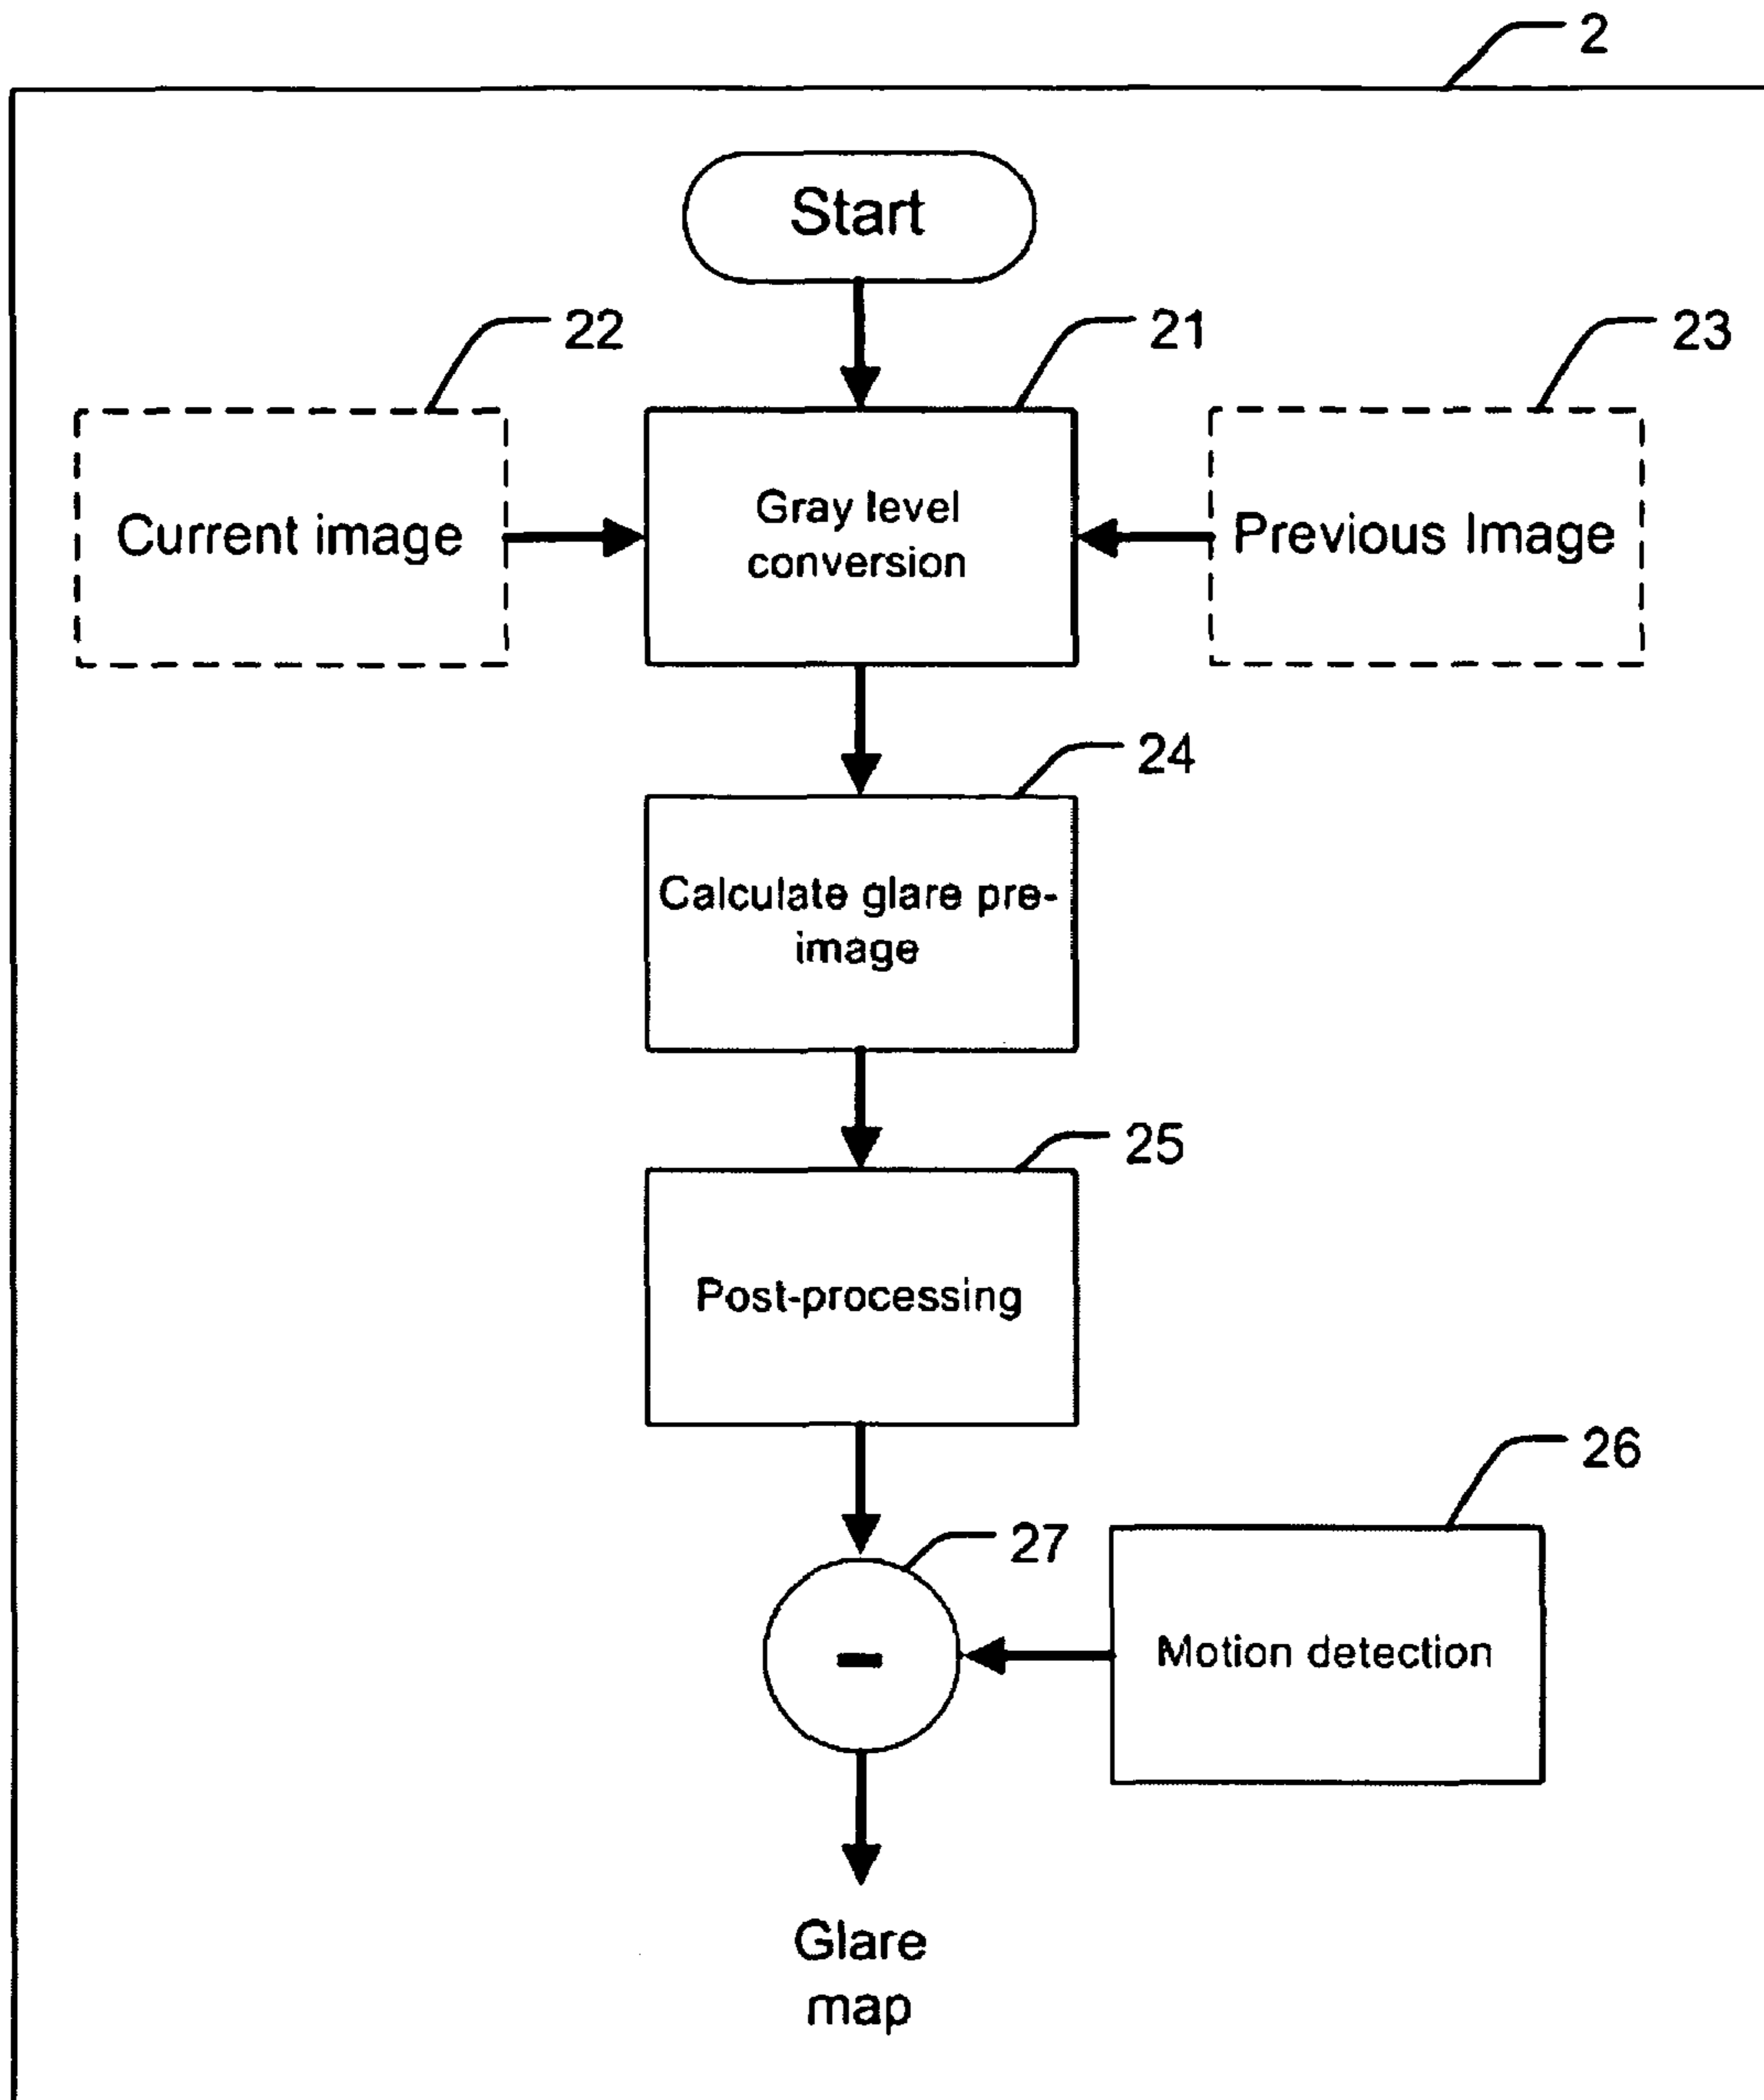 2
Start
22
21
23
Current image
Gray level
conversion
Previous Image
24
Calculate glare pre-
image
25
Post-processing
26
27
-
Motion detection
Glare
map